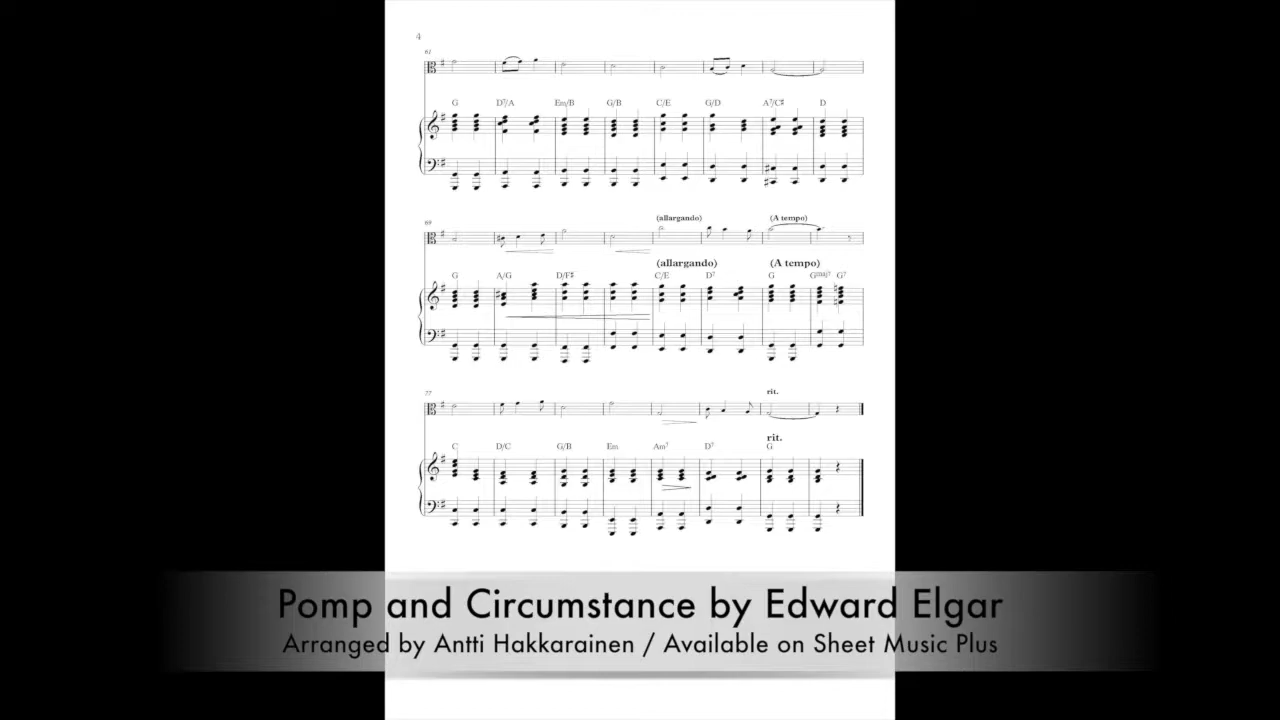 4
61
G D7/A Em/B G/B C/E G/D A7/C♯ D
69
(allargando) (A tempo)
(allargando) (A tempo)
G A/G D/F♯ C/E D7 G Gmaj7 G7
77
rit.
rit.
C D/C G/B Em Am7 D7 G
Pomp and Circumstance by Edward Elgar
Arranged by Antti Hakkarainen / Available on Sheet Music Plus